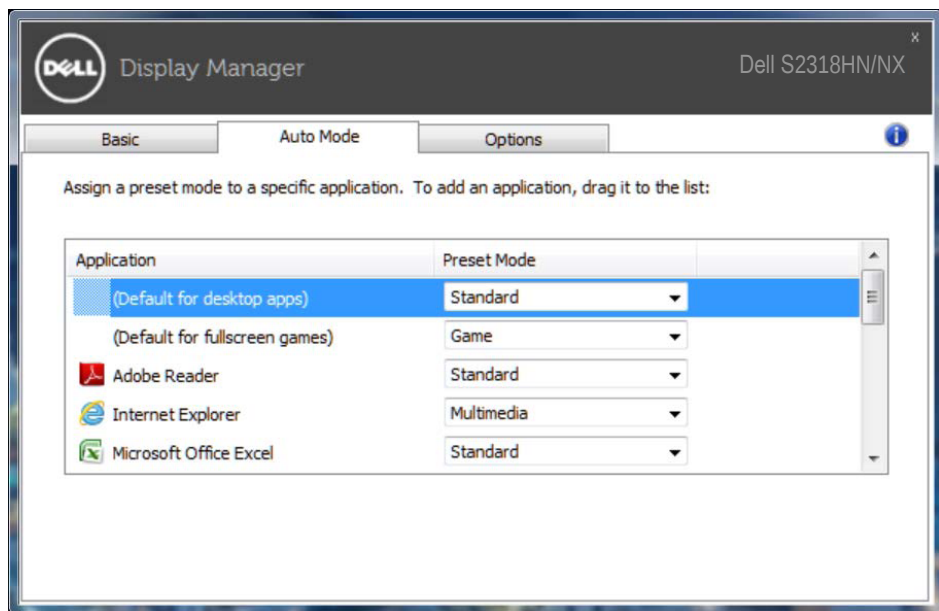 DELL Display Manager
x
Dell S2318HN/NX
Basic Auto Mode Options
Assign a preset mode to a specific application. To add an application, drag it to the list:
Application Preset Mode
(Default for desktop apps) Standard
(Default for fullscreen games) Game
Adobe Reader Standard
Internet Explorer Multimedia
Microsoft Office Excel Standard